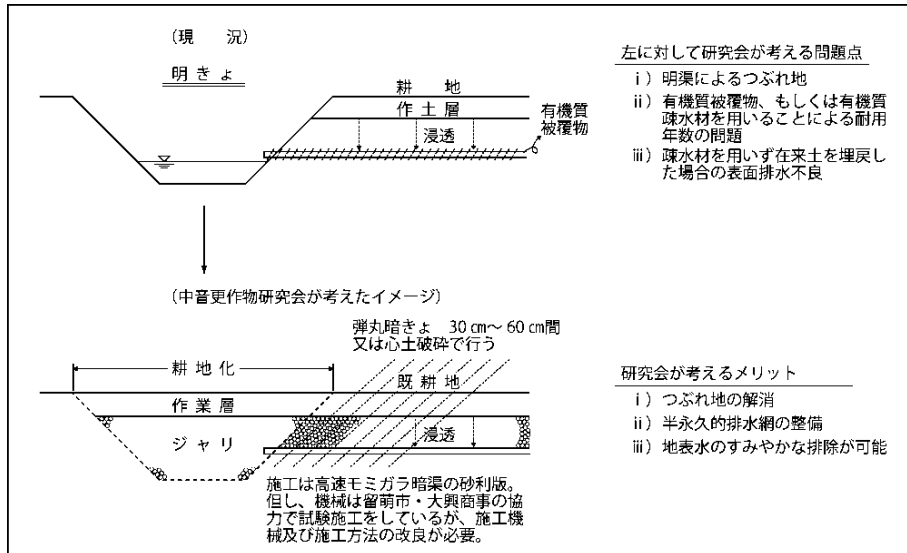 (現 況)
明きょ
耕 地
作 土 層
浸透
有機質
被覆物
左に対して研究会が考える問題点
ⅰ）明渠によるつぶれ地
ⅱ）有機質被覆物、もしくは有機質
疎水材を用いることによる耐用
年数の問題
ⅲ）疎水材を用いず在来土を埋戻し
した場合の表面排水不良
(中音更作物研究会が考えたイメージ)
弾丸暗きょ 30㎝～60㎝間
又は心土破砕で行う
耕 地 化
既 耕 地
作 業 層
ジャリ
浸透
施工は高速モミガラ暗渠の砂利版。
但し、機械は留萌市・大興商事の協
力で試験施工をしているが、施工機
械及び施工方法の改良が必要。
研究会が考えるメリット
ⅰ）つぶれ地の解消
ⅱ）半永久的排水網の整備
ⅲ）地表水のすみやかな排除が可能